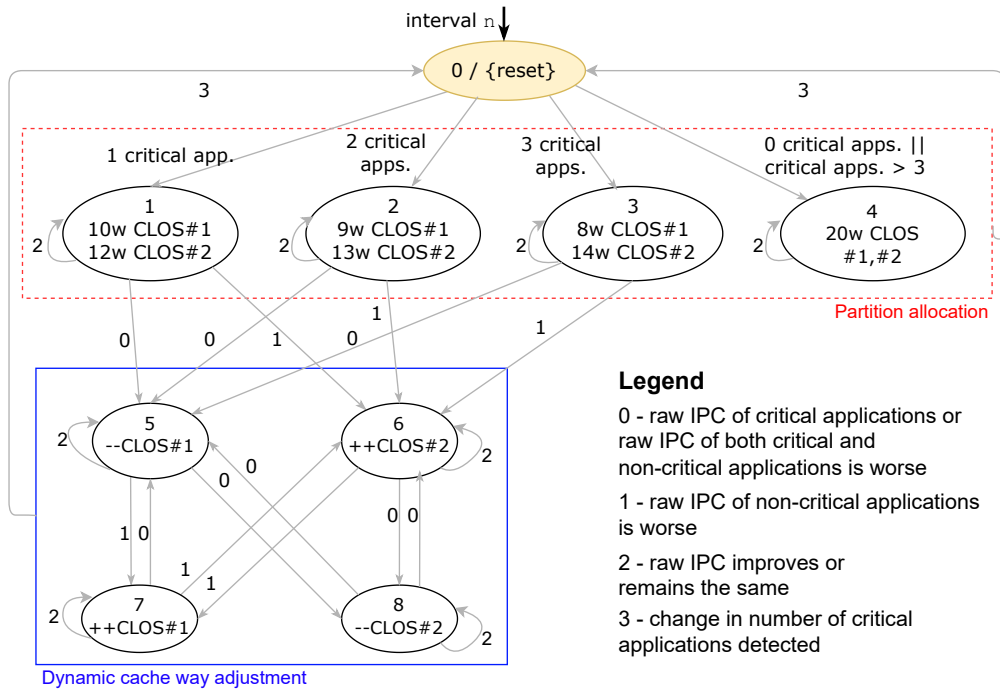 interval n
0 / {reset}
3
3
1 critical app.
2 critical
apps.
3 critical
apps.
0 critical apps. ||
critical apps. > 3
1
10w CLOS#1
12w CLOS#2
2
2
9w CLOS#1
13w CLOS#2
2
3
8w CLOS#1
14w CLOS#2
2
4
20w CLOS
#1,#2
2
Partition allocation
0
0
1
1
0
1
5
--CLOS#1
2
6
++CLOS#2
2
0
0
1
0
0
0
1
1
7
++CLOS#1
2
8
--CLOS#2
2
Dynamic cache way adjustment
Legend
0 - raw IPC of critical applications or
raw IPC of both critical and
non-critical applications is worse
1 - raw IPC of non-critical applications
is worse
2 - raw IPC improves or
remains the same
3 - change in number of critical
applications detected